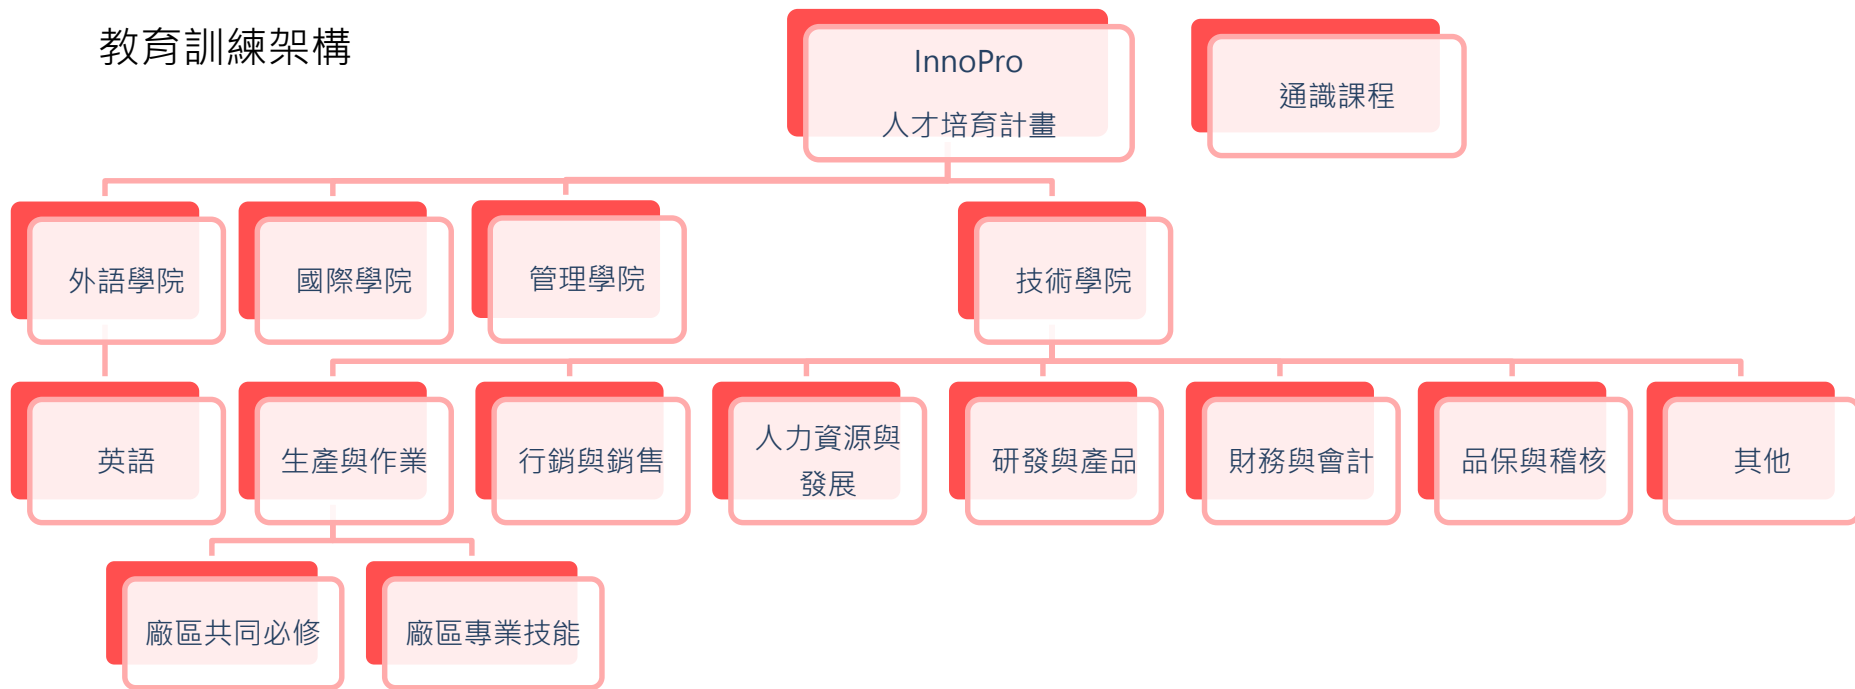 教育訓練架構
InnoPro
人才培育計畫
通識課程
外語學院
國際學院
管理學院
技術學院
英語
生產與作業
行銷與銷售
人力資源與
發展
研發與產品
財務與會計
品保與稽核
其他
廠區共同必修
廠區專業技能